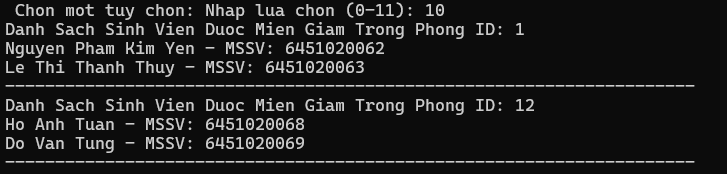 Chon mot tuy chon: Nhap lua chon (0-11): 10
Danh Sach Sinh Vien Duoc Mien Giam Trong Phong ID: 1
Nguyen Pham Kim Yen - MSSV: 6451020062
Le Thi Thanh Thuy - MSSV: 6451020063
---------------------------------------------------------------------
Danh Sach Sinh Vien Duoc Mien Giam Trong Phong ID: 12
Ho Anh Tuan - MSSV: 6451020068
Do Van Tung - MSSV: 6451020069
---------------------------------------------------------------------